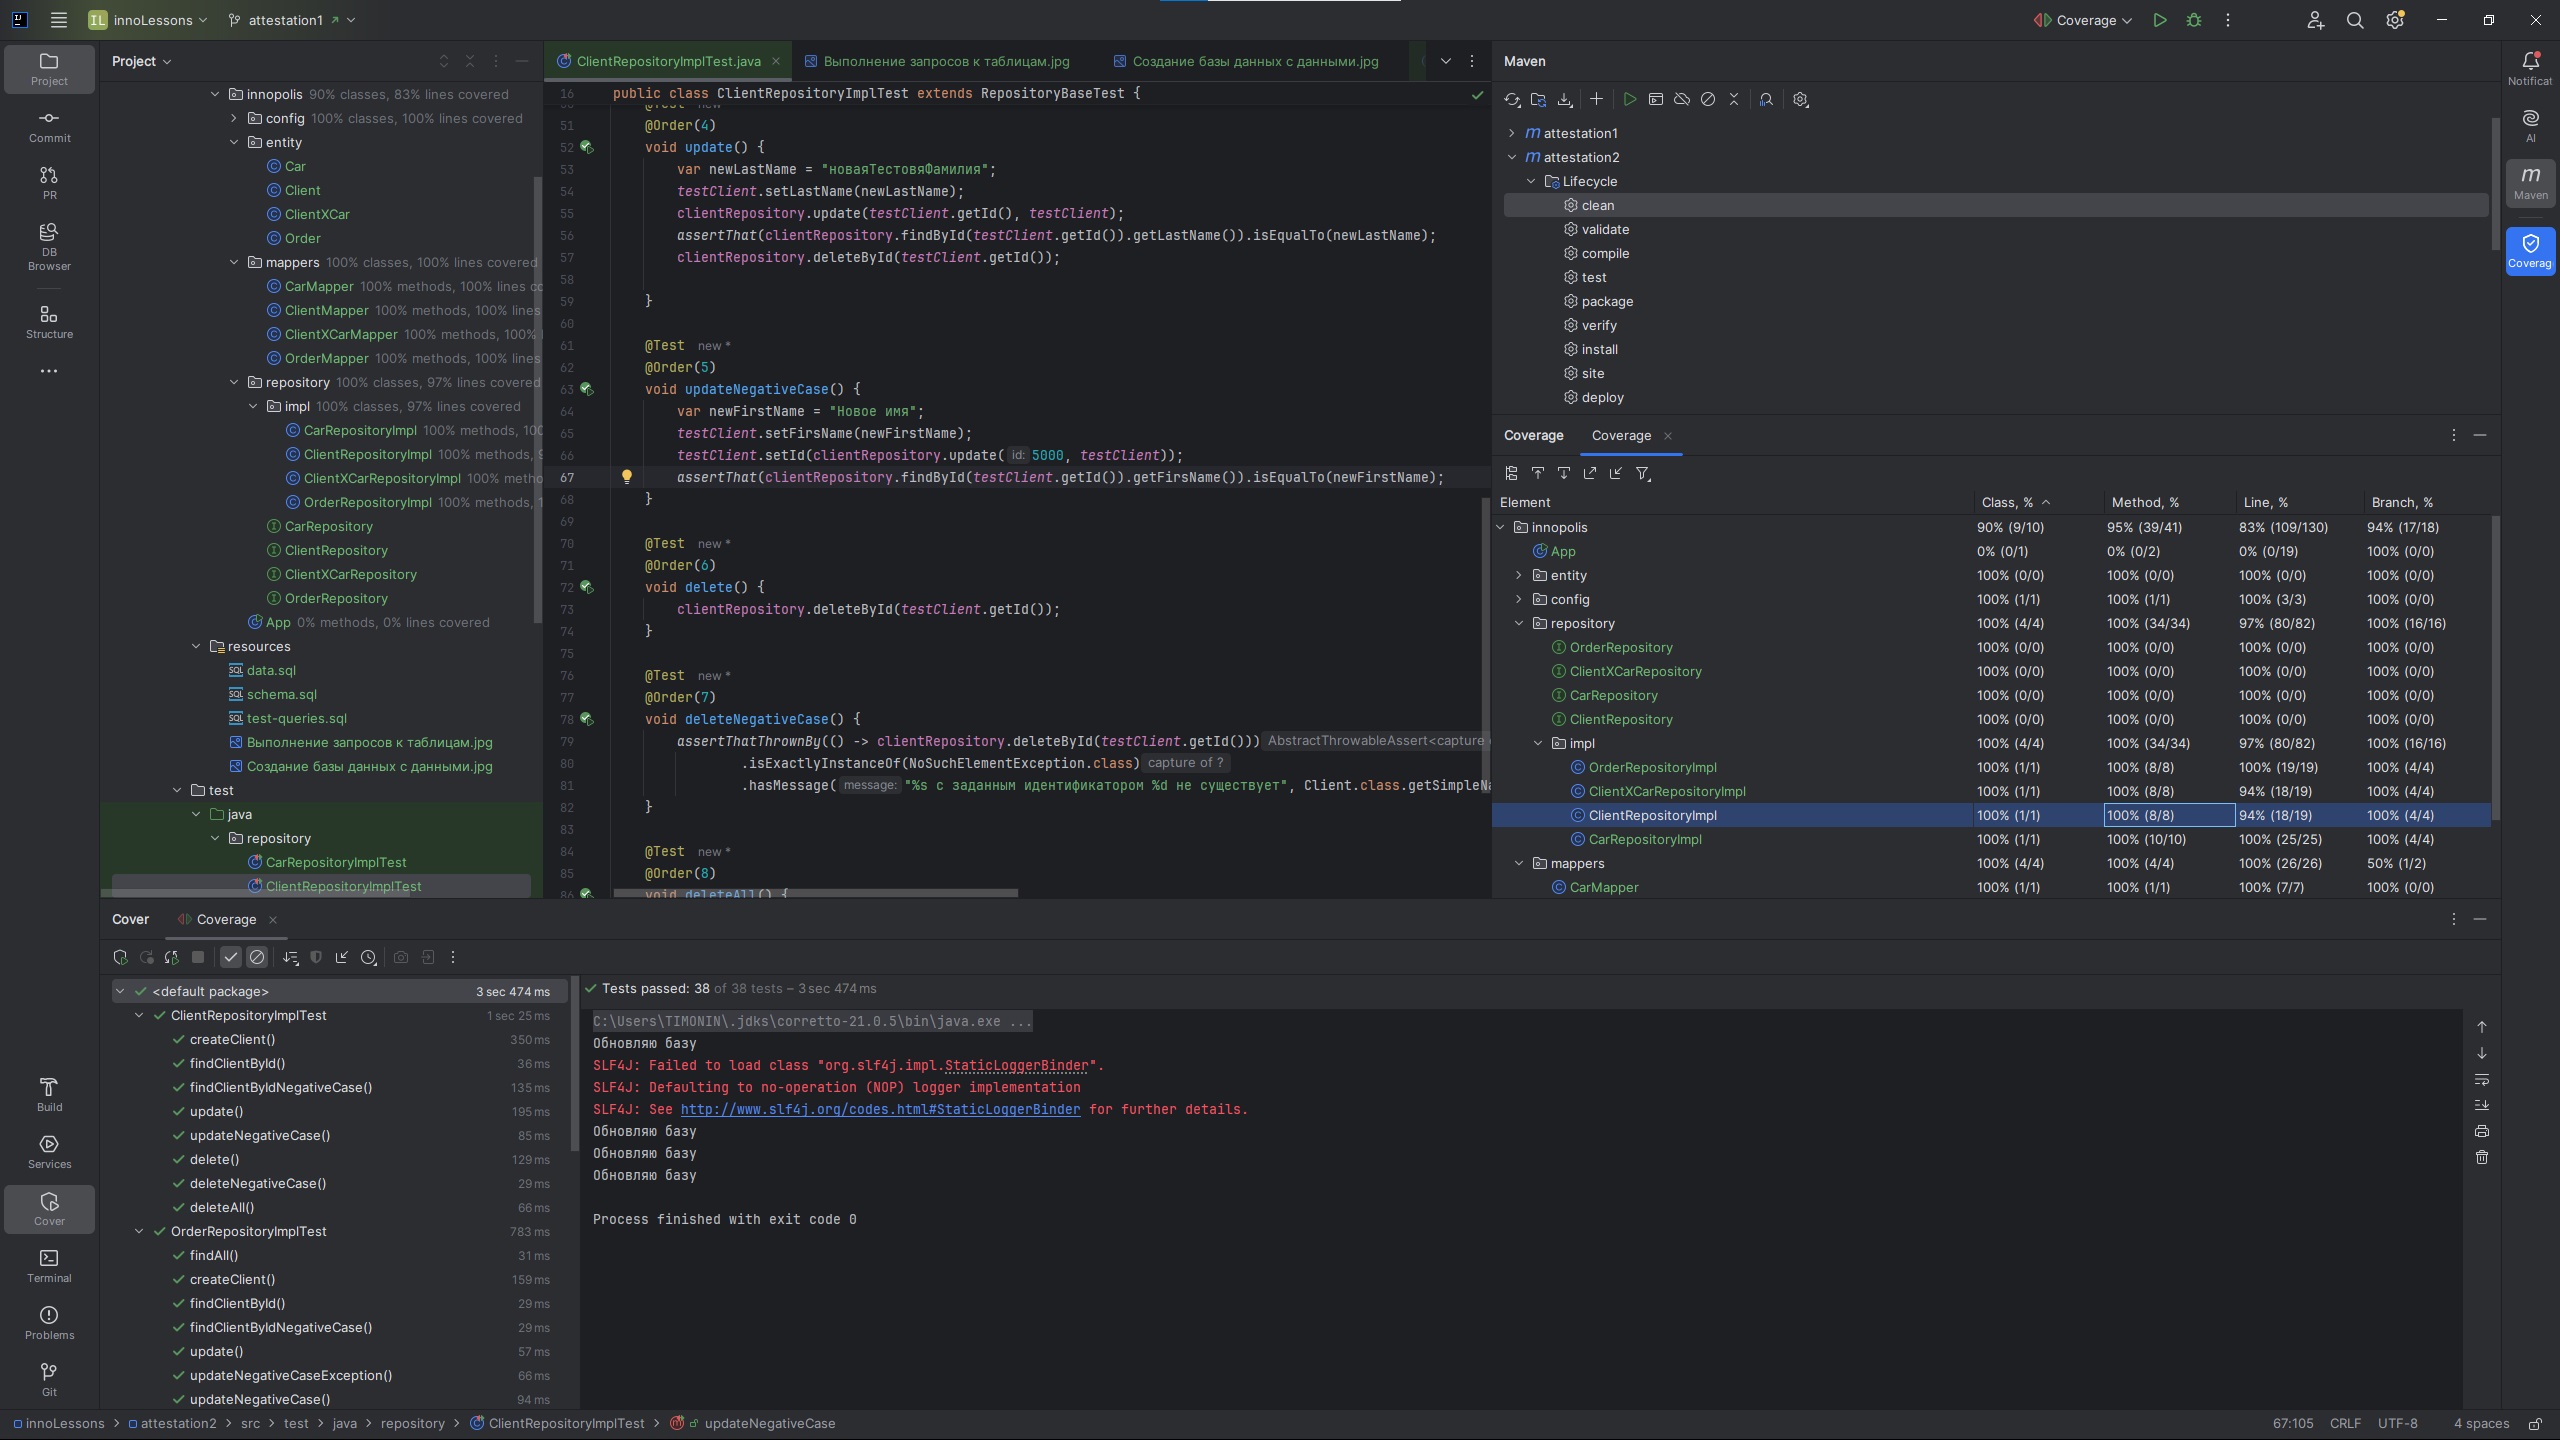 IL innoLessons
attestation1
Coverage
Project
Commit
PR
DB Browser
Structure
Build
Services
Cover
Terminal
Problems
Git
Project
innopolis 90% classes, 83% lines covered
config 100% classes, 100% lines covered
entity
Car
Client
ClientXCar
Order
mappers 100% classes, 100% lines covered
CarMapper 100% methods, 100% lines co
ClientMapper 100% methods, 100% lines
ClientXCarMapper 100% methods, 100%
OrderMapper 100% methods, 100% lines
repository 100% classes, 97% lines covered
impl 100% classes, 97% lines covered
CarRepositoryImpl 100% methods, 100
ClientRepositoryImpl 100% methods, 9
ClientXCarRepositoryImpl 100% metho
OrderRepositoryImpl 100% methods, 1
CarRepository
ClientRepository
ClientXCarRepository
OrderRepository
App 0% methods, 0% lines covered
resources
data.sql
schema.sql
test-queries.sql
Выполнение запросов к таблицам.jpg
Создание базы данных с данными.jpg
test
java
repository
CarRepositoryImplTest
ClientRepositoryImplTest
ClientRepositoryImplTest.java
Выполнение запросов к таблицам.jpg
Создание базы данных с данными.jpg
16 public class ClientRepositoryImplTest extends RepositoryBaseTest {
50 @Test new *
51 @Order(4)
52 void update() {
53 var newLastName = "новаяТестовяФамилия";
54 testClient.setLastName(newLastName);
55 clientRepository.update(testClient.getId(), testClient);
56 assertThat(clientRepository.findById(testClient.getId()).getLastName()).isEqualTo(newLastName);
57 clientRepository.deleteById(testClient.getId());
58
59 }
60
61 @Test new *
62 @Order(5)
63 void updateNegativeCase() {
64 var newFirstName = "Новое имя";
65 testClient.setFirsName(newFirstName);
66 testClient.setId(clientRepository.update( id: 5000, testClient));
67 assertThat(clientRepository.findById(testClient.getId()).getFirsName()).isEqualTo(newFirstName);
68 }
69
70 @Test new *
71 @Order(6)
72 void delete() {
73 clientRepository.deleteById(testClient.getId());
74 }
75
76 @Test new *
77 @Order(7)
78 void deleteNegativeCase() {
79 assertThatThrownBy(() -> clientRepository.deleteById(testClient.getId())) AbstractThrowableAssert<capture
80 .isExactlyInstanceOf(NoSuchElementException.class) capture of ?
81 .hasMessage( message: "%s с заданным идентификатором %d не существует", Client.class.getSimpleNa
82 }
83
84 @Test new *
85 @Order(8)
86 void deleteAll() {
Maven
attestation1
attestation2
Lifecycle
clean
validate
compile
test
package
verify
install
site
deploy
Coverage Coverage
Element Class, % Method, % Line, % Branch, %
innopolis 90% (9/10) 95% (39/41) 83% (109/130) 94% (17/18)
App 0% (0/1) 0% (0/2) 0% (0/19) 100% (0/0)
entity 100% (0/0) 100% (0/0) 100% (0/0) 100% (0/0)
config 100% (1/1) 100% (1/1) 100% (3/3) 100% (0/0)
repository 100% (4/4) 100% (34/34) 97% (80/82) 100% (16/16)
OrderRepository 100% (0/0) 100% (0/0) 100% (0/0) 100% (0/0)
ClientXCarRepository 100% (0/0) 100% (0/0) 100% (0/0) 100% (0/0)
CarRepository 100% (0/0) 100% (0/0) 100% (0/0) 100% (0/0)
ClientRepository 100% (0/0) 100% (0/0) 100% (0/0) 100% (0/0)
impl 100% (4/4) 100% (34/34) 97% (80/82) 100% (16/16)
OrderRepositoryImpl 100% (1/1) 100% (8/8) 100% (19/19) 100% (4/4)
ClientXCarRepositoryImpl 100% (1/1) 100% (8/8) 94% (18/19) 100% (4/4)
ClientRepositoryImpl 100% (1/1) 100% (8/8) 94% (18/19) 100% (4/4)
CarRepositoryImpl 100% (1/1) 100% (10/10) 100% (25/25) 100% (4/4)
mappers 100% (4/4) 100% (4/4) 100% (26/26) 50% (1/2)
CarMapper 100% (1/1) 100% (1/1) 100% (7/7) 100% (0/0)
Notificat
AI
Maven
Coverag
Cover Coverage
<default package> 3 sec 474 ms
ClientRepositoryImplTest 1 sec 25 ms
createClient() 350 ms
findClientById() 36 ms
findClientByIdNegativeCase() 135 ms
update() 195 ms
updateNegativeCase() 85 ms
delete() 129 ms
deleteNegativeCase() 29 ms
deleteAll() 66 ms
OrderRepositoryImplTest 783 ms
findAll() 31 ms
createClient() 159 ms
findClientById() 29 ms
findClientByIdNegativeCase() 29 ms
update() 57 ms
updateNegativeCaseException() 66 ms
updateNegativeCase() 94 ms
Tests passed: 38 of 38 tests – 3 sec 474 ms
C:\Users\TIMONIN\.jdks\corretto-21.0.5\bin\java.exe ...
Обновляю базу
SLF4J: Failed to load class "org.slf4j.impl.StaticLoggerBinder".
SLF4J: Defaulting to no-operation (NOP) logger implementation
SLF4J: See http://www.slf4j.org/codes.html#StaticLoggerBinder for further details.
Обновляю базу
Обновляю базу
Обновляю базу
Process finished with exit code 0
innoLessons > attestation2 > src > test > java > repository > ClientRepositoryImplTest > updateNegativeCase
67:105 CRLF UTF-8 4 spaces